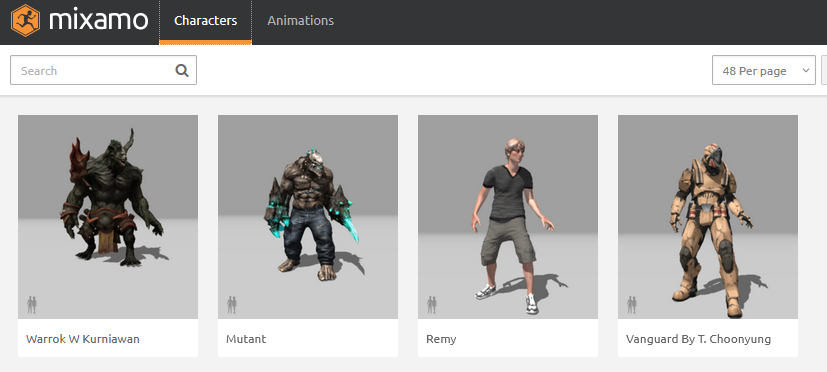 mixamo
Characters
Animations
Search
48 Per page
Warrok W Kurniawan
Mutant
Remy
Vanguard By T. Choonyung